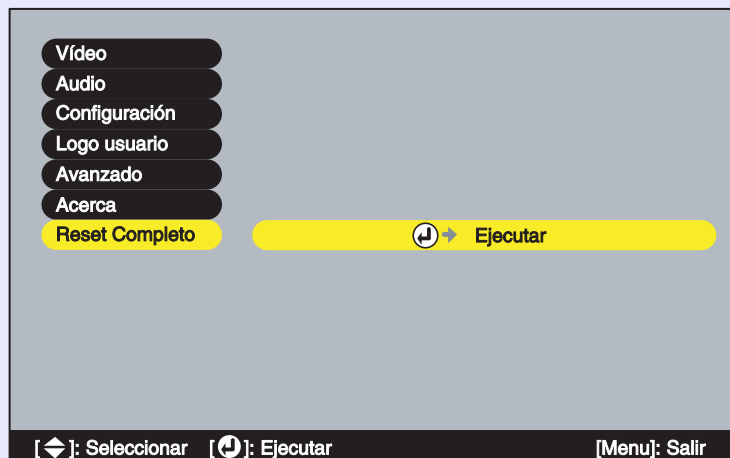 Vídeo
Audio
Configuración
Logo usuario
Avanzado
Acerca
Reset Completo Ejecutar
[ ]: Seleccionar [ ]: Ejecutar [Menu]: Salir